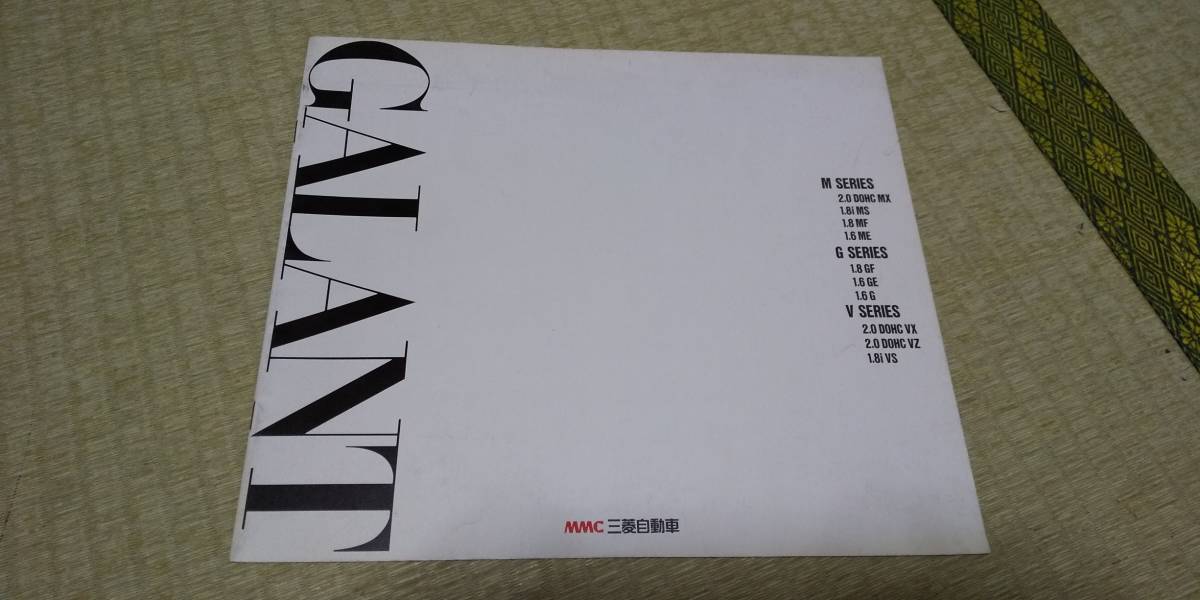 GALANT
M SERIES
2.0 DOHC MX
1.8i MS
1.8 MF
1.6 ME
G SERIES
1.8 GF
1.6 GE
1.6 G
V SERIES
2.0 DOHC VX
2.0 DOHC VZ
1.8i VS
MMC 三菱自動車